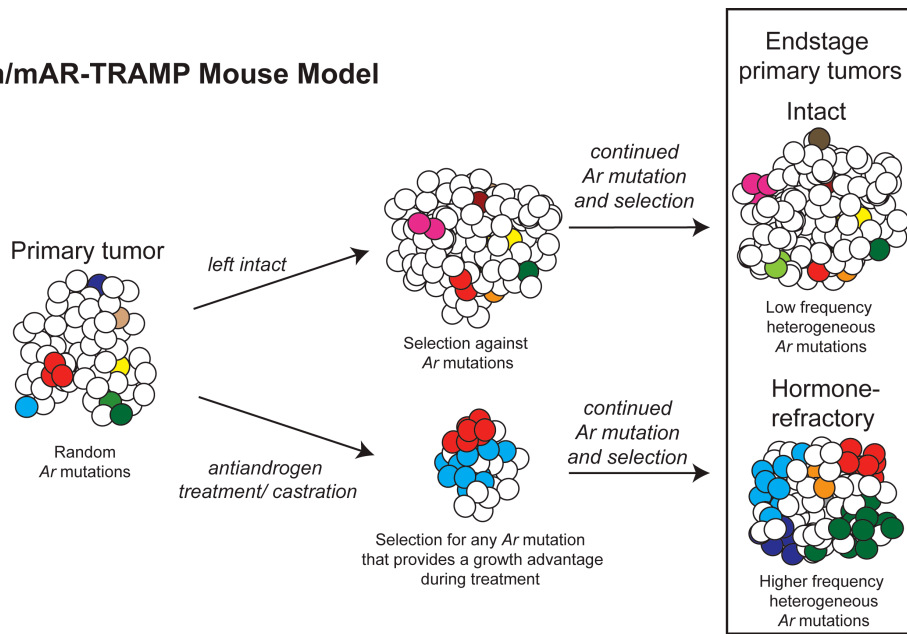 /mAR-TRAMP Mouse Model
Primary tumor
Random
Ar mutations
left intact
antiandrogen
treatment/ castration
Selection against
Ar mutations
Selection for any Ar mutation
that provides a growth advantage
during treatment
continued
Ar mutation
and selection
continued
Ar mutation
and selection
Endstage
primary tumors
Intact
Low frequency
heterogeneous
Ar mutations
Hormone-
refractory
Higher frequency
heterogeneous
Ar mutations